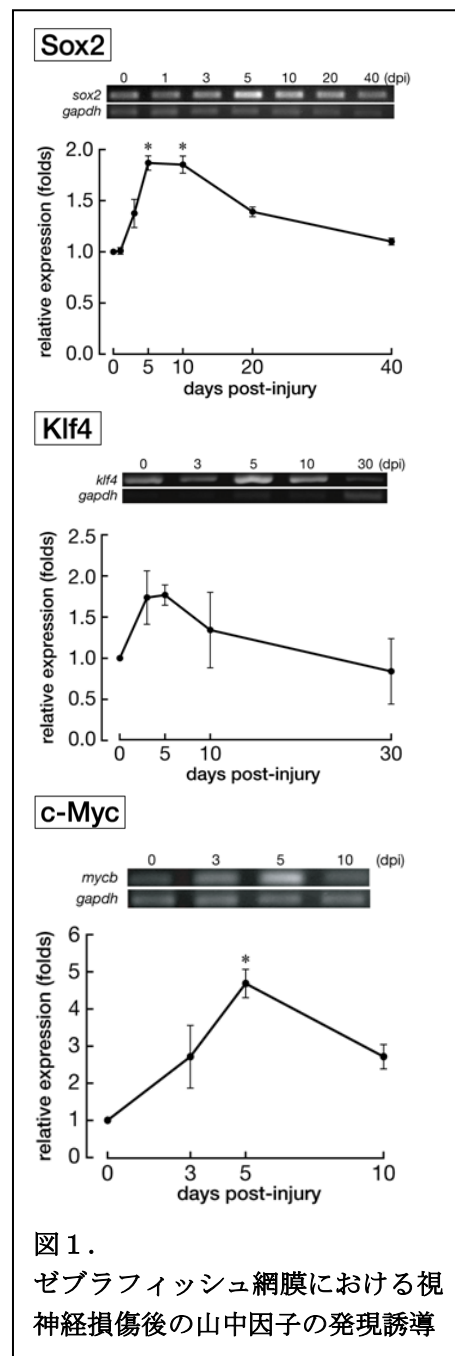 Sox2
0 1 3 5 10 20 40 (dpi)
sox2
gapdh
relative expression (folds)
2.0
1.5
1.0
0.5
0.0
* *
0 5 10 20 40
days post-injury
Klf4
0 3 5 10 30 (dpi)
klf4
gapdh
relative expression (folds)
2.5
2.0
1.5
1.0
0.5
0.0
0 5 10 30
days post-injury
c-Myc
0 3 5 10 (dpi)
mycb
gapdh
relative expression (folds)
6
5
4
3
2
1
0
*
0 3 5 10
days post-injury
図1.
ゼブラフィッシュ網膜における視
神経損傷後の山中因子の発現誘導